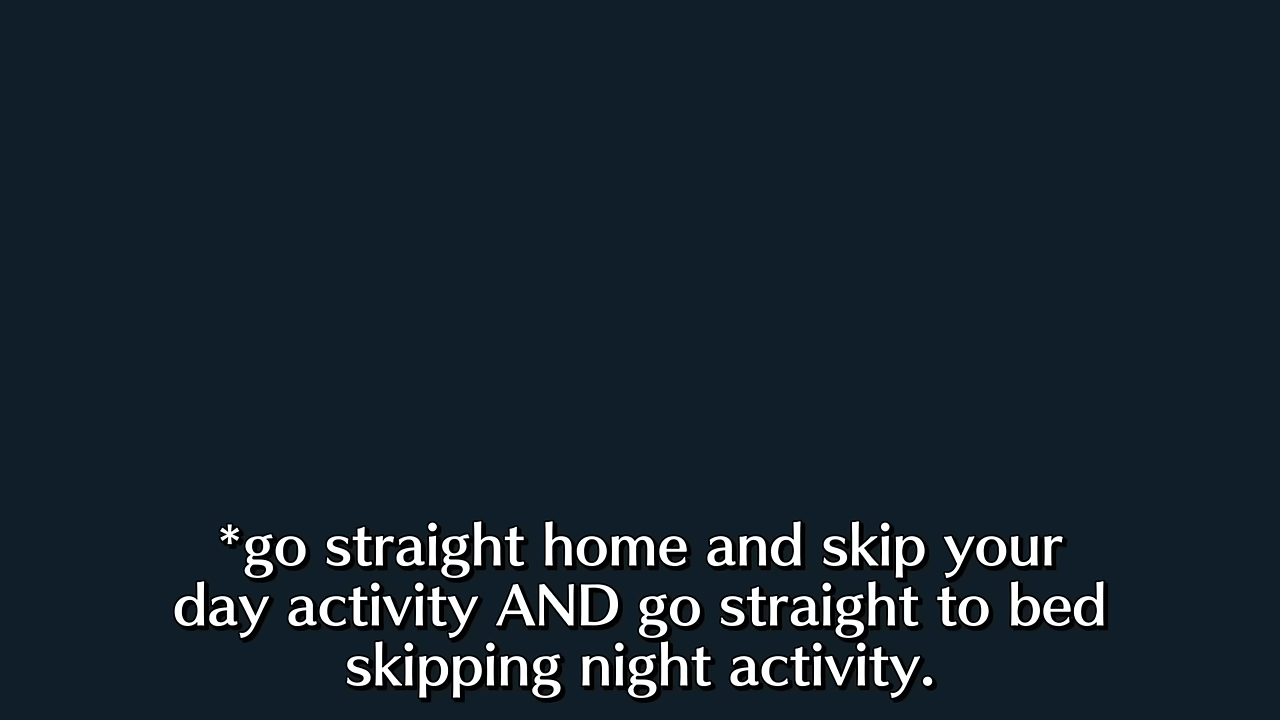 *go straight home and skip your
day activity AND go straight to bed
skipping night activity.